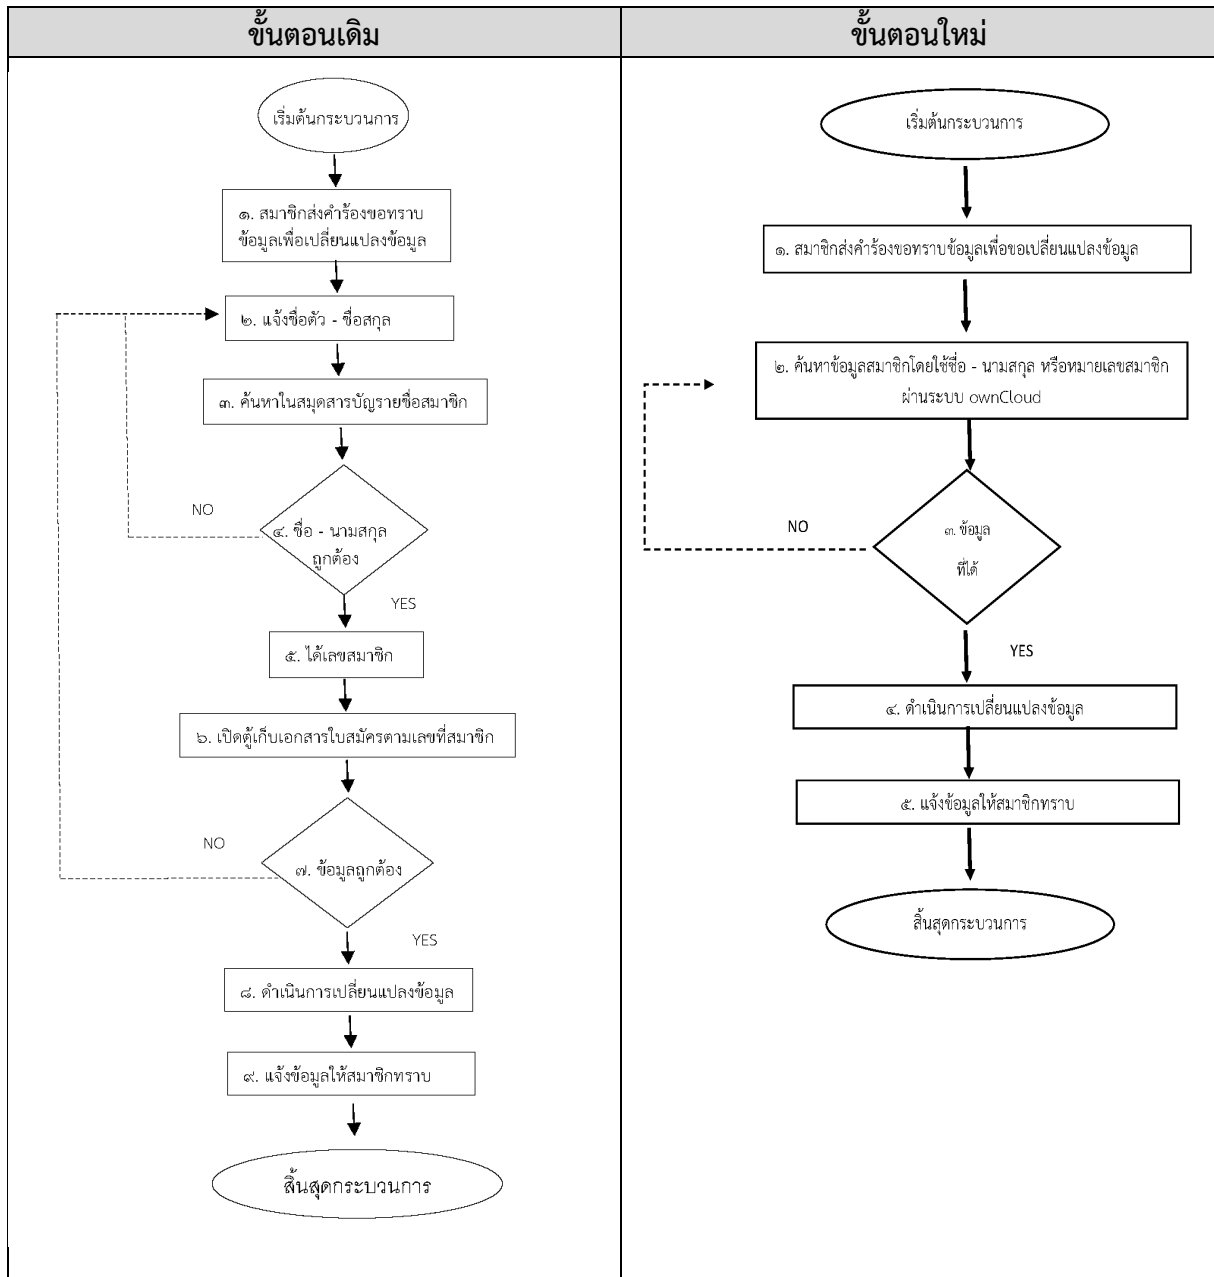 ขั้นตอนเดิม
เริ่มต้นกระบวนการ
๑. สมาชิกส่งคำร้องขอทราบ
ข้อมูลเพื่อเปลี่ยนแปลงข้อมูล
๒. แจ้งชื่อตัว - ชื่อสกุล
๓. ค้นหาในสมุดสารบัญรายชื่อสมาชิก
NO
๔. ชื่อ - นามสกุล
ถูกต้อง
YES
๕. ได้เลขสมาชิก
๖. เปิดตู้เก็บเอกสารใบสมัครตามเลขที่สมาชิก
NO
๗. ข้อมูลถูกต้อง
YES
๘. ดำเนินการเปลี่ยนแปลงข้อมูล
๙. แจ้งข้อมูลให้สมาชิกทราบ
สิ้นสุดกระบวนการ
ขั้นตอนใหม่
เริ่มต้นกระบวนการ
๑. สมาชิกส่งคำร้องขอทราบข้อมูลเพื่อขอเปลี่ยนแปลงข้อมูล
๒. ค้นหาข้อมูลสมาชิกโดยใช้ชื่อ - นามสกุล หรือหมายเลขสมาชิก
ผ่านระบบ ownCloud
NO
๓. ข้อมูล
ที่ได้
YES
๔. ดำเนินการเปลี่ยนแปลงข้อมูล
๕. แจ้งข้อมูลให้สมาชิกทราบ
สิ้นสุดกระบวนการ